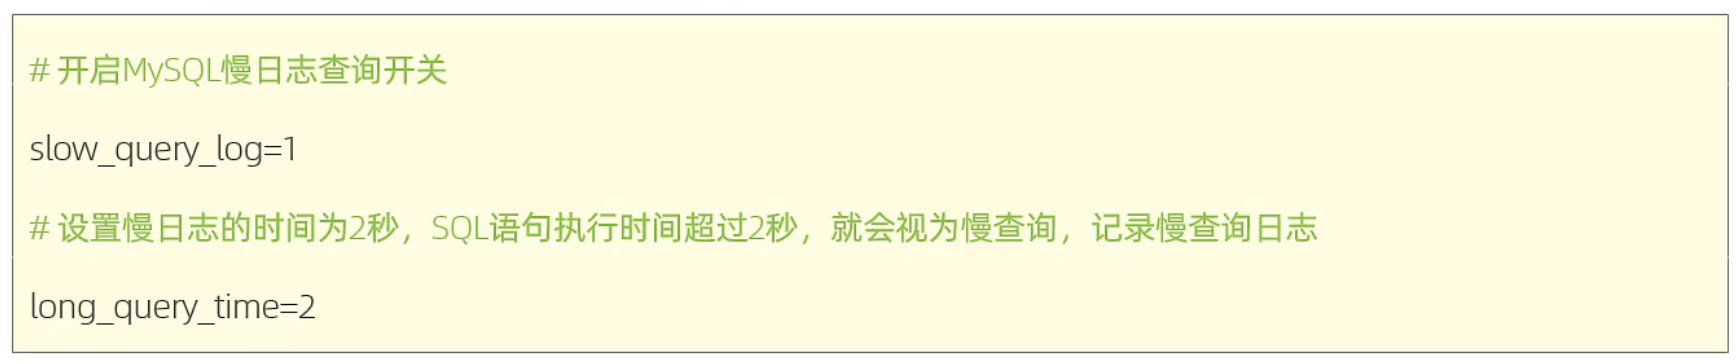 # 开启MySQL慢日志查询开关
slow_query_log=1
# 设置慢日志的时间为2秒，SQL语句执行时间超过2秒，就会视为慢查询，记录慢查询日志
long_query_time=2